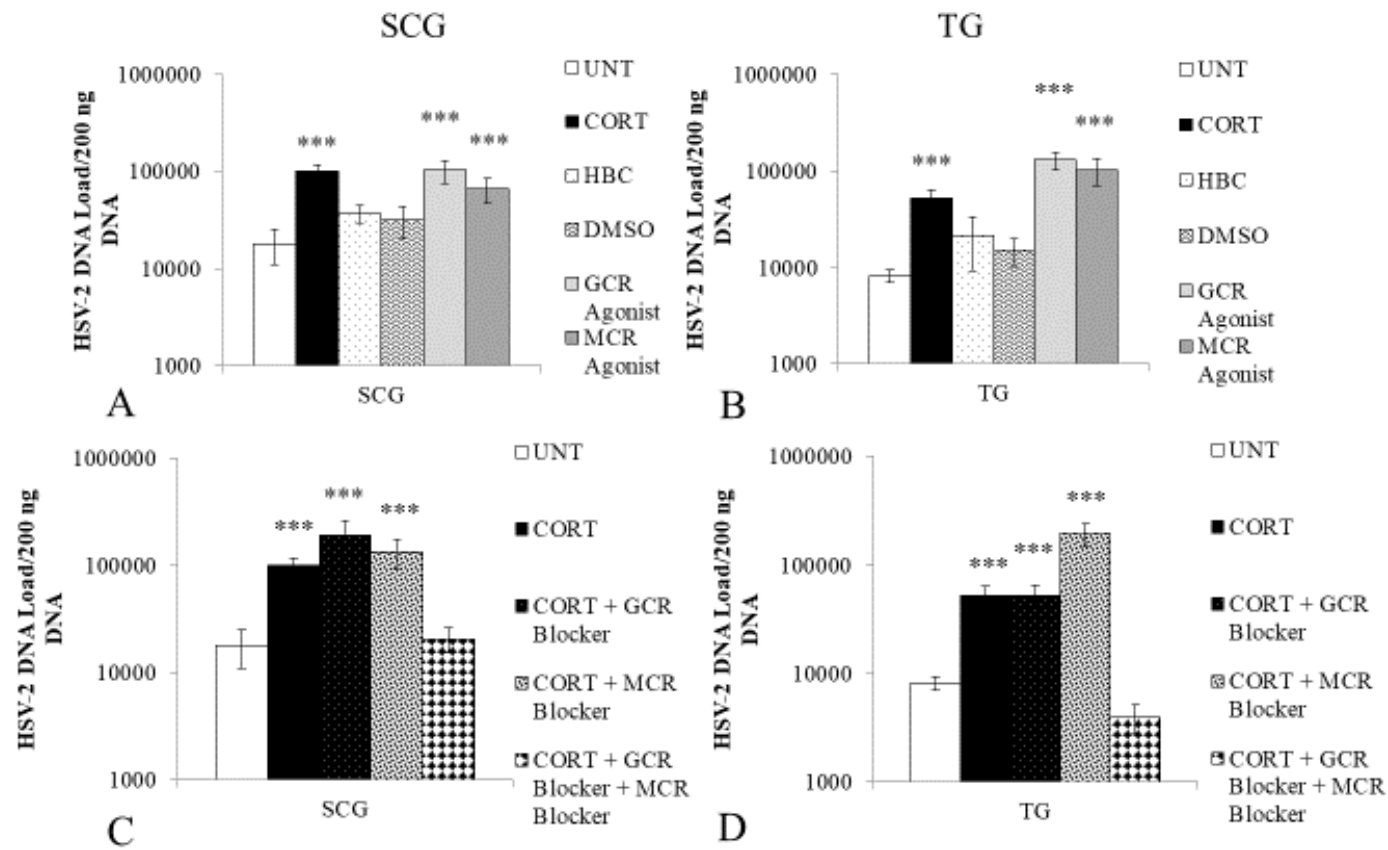 SCG
TG
HSV-2 DNA Load/200 ng
DNA
1000000
100000
10000
1000
***
***
***
SCG
UNT
CORT
HBC
DMSO
GCR
Agonist
MCR
Agonist
A
HSV-2 DNA Load/200 ng
DNA
1000000
100000
10000
1000
***
***
***
TG
UNT
CORT
HBC
DMSO
GCR
Agonist
MCR
Agonist
B
HSV-2 DNA Load/200 ng
DNA
1000000
100000
10000
1000
***
***
***
SCG
UNT
CORT
CORT + GCR
Blocker
CORT + MCR
Blocker
CORT + GCR
Blocker + MCR
Blocker
C
HSV-2 DNA Load/200 ng
DNA
1000000
100000
10000
1000
***
***
***
TG
UNT
CORT
CORT + GCR
Blocker
CORT + MCR
Blocker
CORT + GCR
Blocker + MCR
Blocker
D